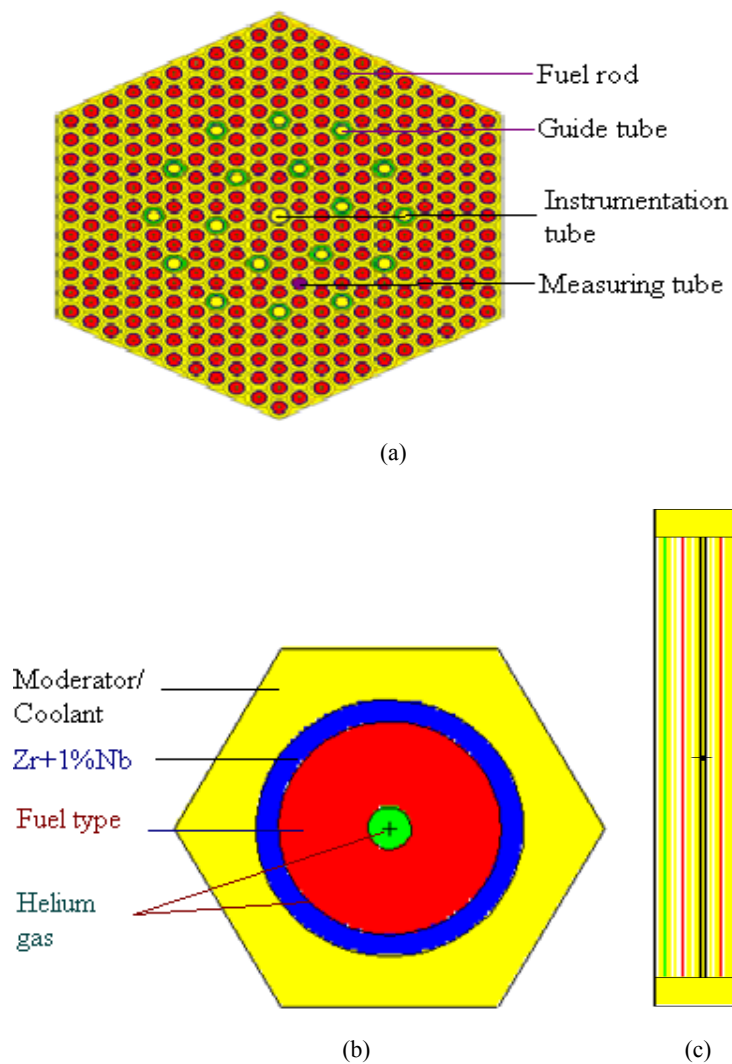 Fuel rod
Guide tube
Instrumentation
tube
Measuring tube
(a)
Moderator/
Coolant
Zr+1%Nb
Fuel type
Helium
gas
(b)
(c)